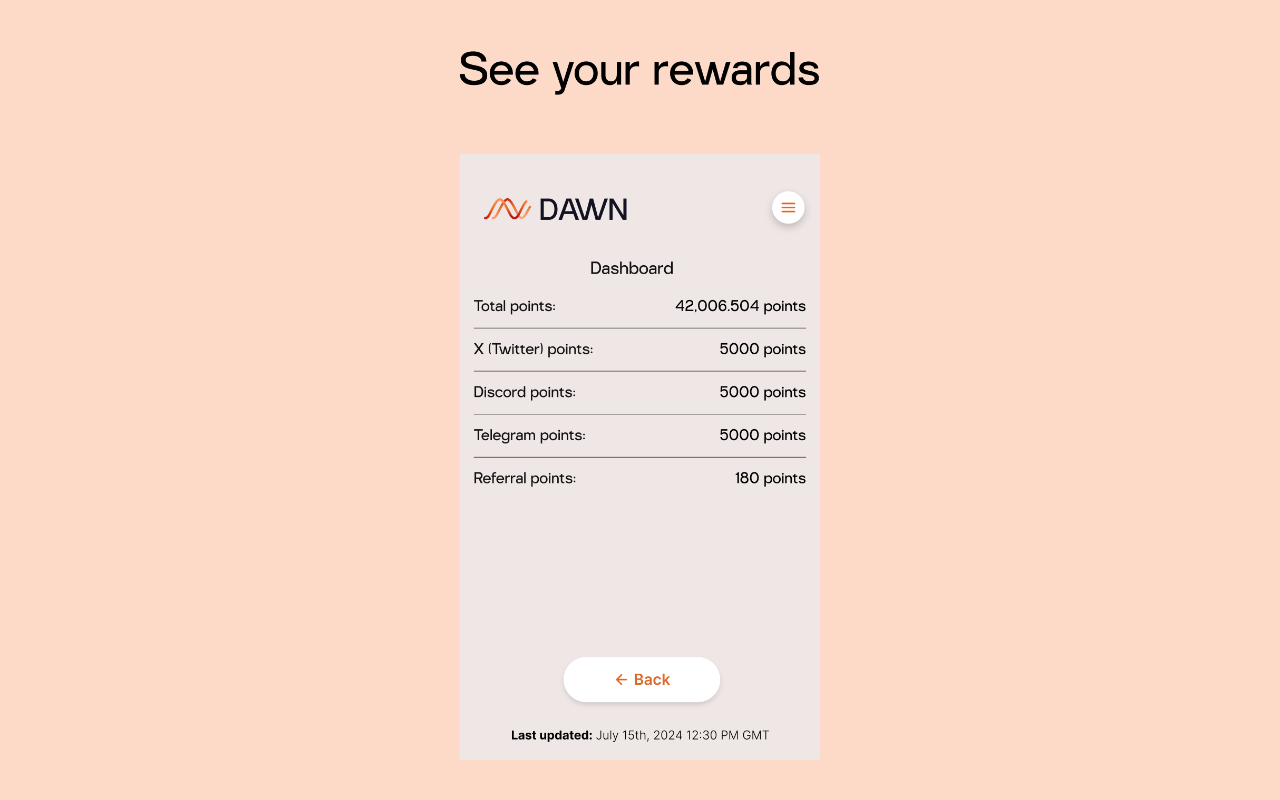 See your rewards
DAWN
Dashboard
Total points: 42,006.504 points
X (Twitter) points: 5000 points
Discord points: 5000 points
Telegram points: 5000 points
Referral points: 180 points
← Back
Last updated: July 15th, 2024 12:30 PM GMT